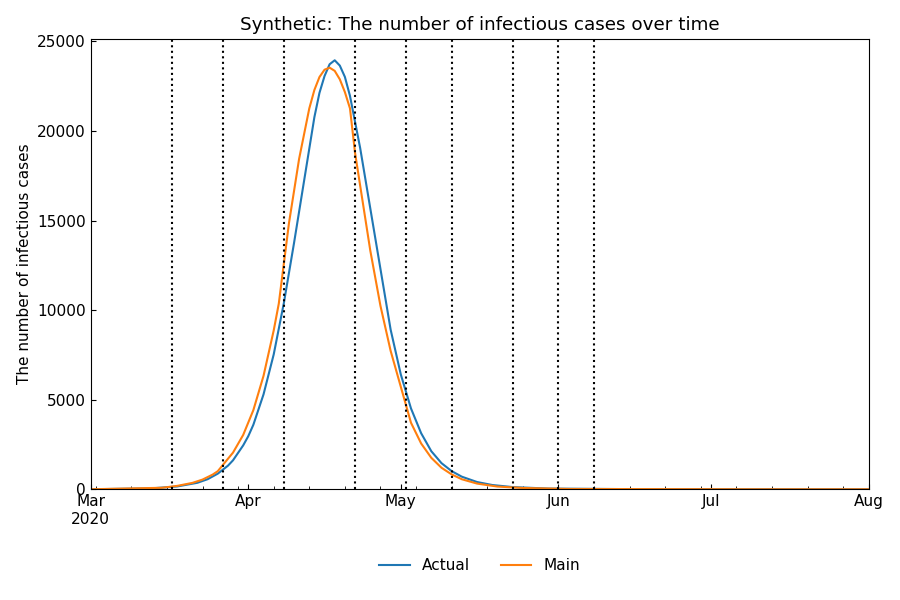 Synthetic: The number of infectious cases over time
The number of infectious cases
25000
20000
15000
10000
5000
0
Mar Apr May Jun Jul Aug
2020
Actual Main